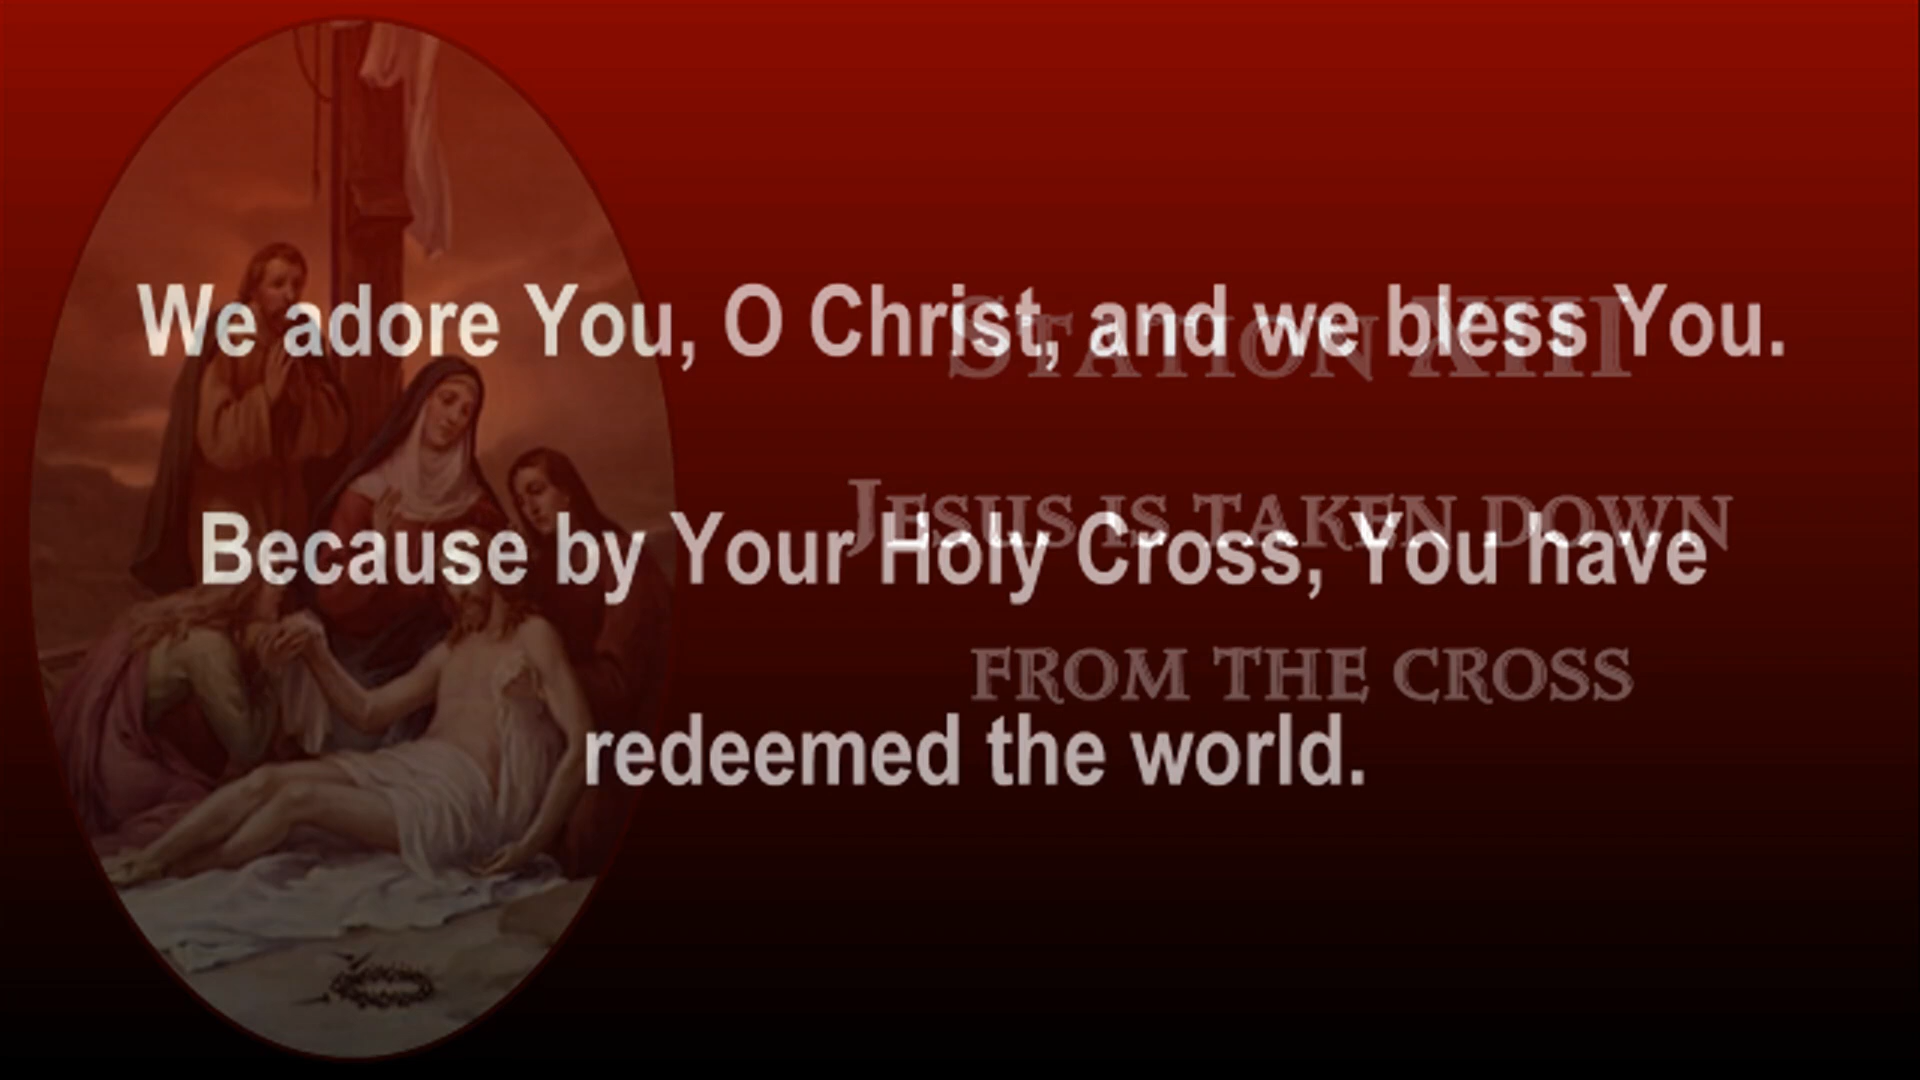 We adore You, O Christ, and we bless You.
Because by Your Holy Cross, You have
redeemed the world.
STATION XIII
JESUS IS TAKEN DOWN
FROM THE CROSS